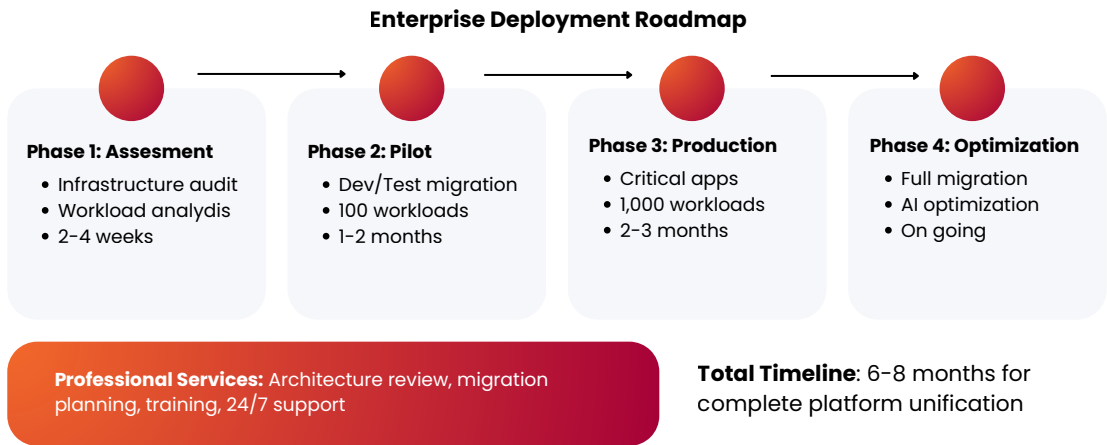 Enterprise Deployment Roadmap
Phase 1: Assesment
• Infrastructure audit
• Workload analydis
• 2-4 weeks
Phase 2: Pilot
• Dev/Test migration
• 100 workloads
• 1-2 months
Phase 3: Production
• Critical apps
• 1,000 workloads
• 2-3 months
Phase 4: Optimization
• Full migration
• AI optimization
• On going
Professional Services: Architecture review, migration
planning, training, 24/7 support
Total Timeline: 6-8 months for
complete platform unification